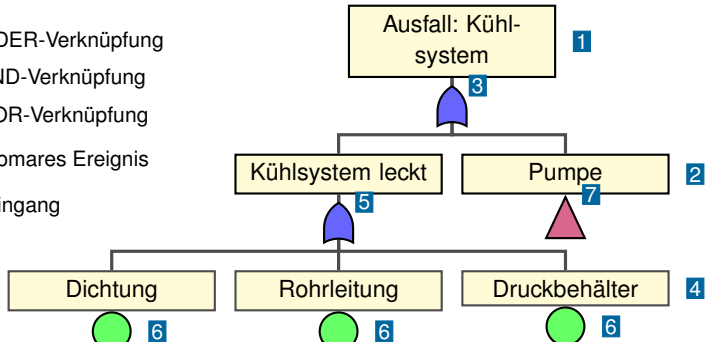 DER-Verknüpfung
ND-Verknüpfung
OR-Verknüpfung
omares Ereignis
ingang
Ausfall: Kühl-
system
1
3
Kühlsystem leckt
Pumpe
2
7
5
Dichtung
Rohrleitung
Druckbehälter
4
6
6
6